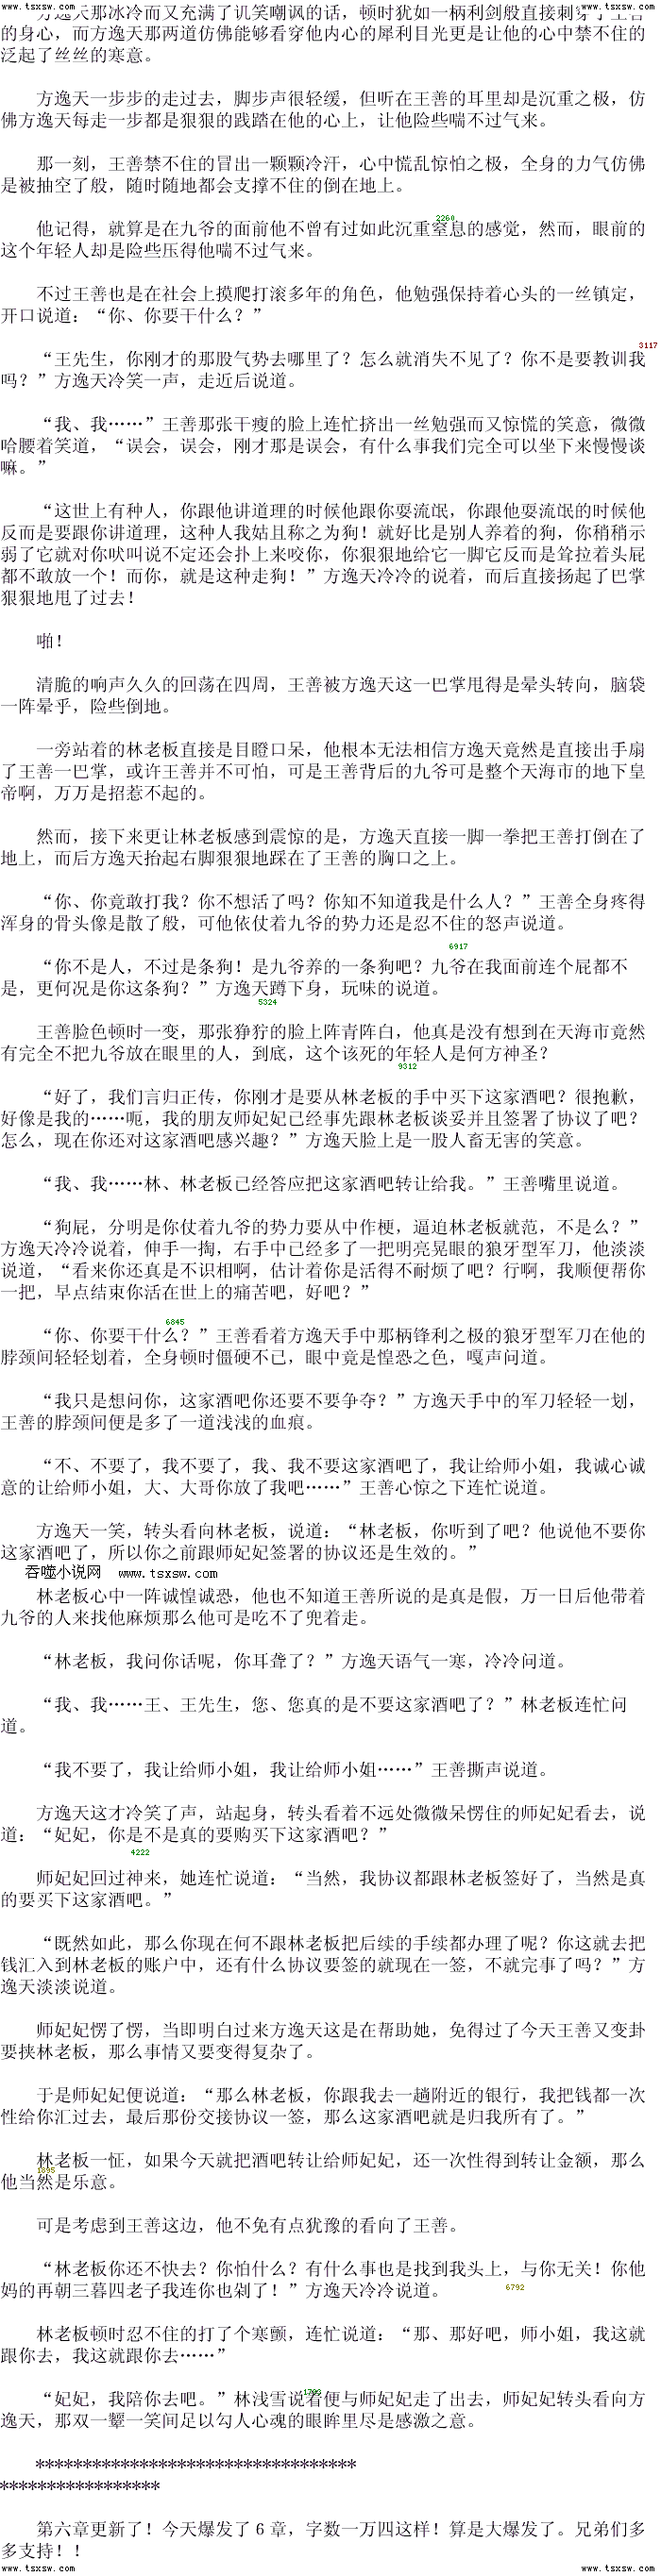 www.tsxsw.com www.tsxsw.com
方逸天那冰冷而又充满了讥笑嘲讽的话，顿时犹如一柄利剑般直接刺穿了王善
的身心，而方逸天那两道仿佛能够看穿他内心的犀利目光更是让他的心中禁不住的
泛起了丝丝的寒意。
方逸天一步步的走过去，脚步声很轻缓，但听在王善的耳里却是沉重之极，仿
佛方逸天每走一步都是狠狠的践踏在他的心上，让他险些喘不过气来。
那一刻，王善禁不住的冒出一颗颗冷汗，心中慌乱惊怕之极，全身的力气仿佛
是被抽空了般，随时随地都会支撑不住的倒在地上。
2260
他记得，就算是在九爷的面前他不曾有过如此沉重窒息的感觉，然而，眼前的
这个年轻人却是险些压得他喘不过气来。
不过王善也是在社会上摸爬打滚多年的角色，他勉强保持着心头的一丝镇定，
开口说道：“你、你要干什么？”
3117
“王先生，你刚才的那股气势去哪里了？怎么就消失不见了？你不是要教训我
吗？”方逸天冷笑一声，走近后说道。
“我、我……”王善那张干瘦的脸上连忙挤出一丝勉强而又惊慌的笑意，微微
哈腰着笑道，“误会，误会，刚才那是误会，有什么事我们完全可以坐下来慢慢谈
嘛。”
“这世上有种人，你跟他讲道理的时候他跟你耍流氓，你跟他耍流氓的时候他
反而是要跟你讲道理，这种人我姑且称之为狗！就好比是别人养着的狗，你稍稍示
弱了它就对你吠叫说不定还会扑上来咬你，你狠狠地给它一脚它反而是耸拉着头屁
都不敢放一个！而你，就是这种走狗！”方逸天冷冷的说着，而后直接扬起了巴掌
狠狠地甩了过去！
啪！
清脆的响声久久的回荡在四周，王善被方逸天这一巴掌甩得是晕头转向，脑袋
一阵晕乎，险些倒地。
一旁站着的林老板直接是目瞪口呆，他根本无法相信方逸天竟然是直接出手扇
了王善一巴掌，或许王善并不可怕，可是王善背后的九爷可是整个天海市的地下皇
帝啊，万万是招惹不起的。
然而，接下来更让林老板感到震惊的是，方逸天直接一脚一拳把王善打倒在了
地上，而后方逸天抬起右脚狠狠地踩在了王善的胸口之上。
“你、你竟敢打我？你不想活了吗？你知不知道我是什么人？”王善全身疼得
浑身的骨头像是散了般，可他依仗着九爷的势力还是忍不住的怒声说道。
6917
“你不是人，不过是条狗！是九爷养的一条狗吧？九爷在我面前连个屁都不
是，更何况是你这条狗？”方逸天蹲下身，玩味的说道。
5324
王善脸色顿时一变，那张狰狞的脸上阵青阵白，他真是没有想到在天海市竟然
有完全不把九爷放在眼里的人，到底，这个该死的年轻人是何方神圣？
9312
“好了，我们言归正传，你刚才是要从林老板的手中买下这家酒吧？很抱歉，
好像是我的……呃，我的朋友师妃妃已经事先跟林老板谈妥并且签署了协议了吧？
怎么，现在你还对这家酒吧感兴趣？”方逸天脸上是一股人畜无害的笑意。
“我、我……林、林老板已经答应把这家酒吧转让给我。”王善嘴里说道。
“狗屁，分明是你仗着九爷的势力要从中作梗，逼迫林老板就范，不是么？”
方逸天冷冷说着，伸手一掏，右手中已经多了一把明亮晃眼的狼牙型军刀，他淡淡
说道，“看来你还真是不识相啊，估计着你是活得不耐烦了吧？行啊，我顺便帮你
一把，早点结束你活在世上的痛苦吧，好吧？”
6845
“你、你要干什么？”王善看着方逸天手中那柄锋利之极的狼牙型军刀在他的
脖颈间轻轻划着，全身顿时僵硬不已，眼中竟是惶恐之色，嘎声问道。
“我只是想问你，这家酒吧你还要不要争夺？”方逸天手中的军刀轻轻一划，
王善的脖颈间便是多了一道浅浅的血痕。
“不、不要了，我不要了，我、我不要这家酒吧了，我让给师小姐，我诚心诚
意的让给师小姐，大、大哥你放了我吧……”王善心惊之下连忙说道。
方逸天一笑，转头看向林老板，说道：“林老板，你听到了吧？他说他不要你
这家酒吧了，所以你之前跟师妃妃签署的协议还是生效的。”
吞噬小说网 www.tsxsw.com
林老板心中一阵诚惶诚恐，他也不知道王善所说的是真是假，万一日后他带着
九爷的人来找他麻烦那么他可是吃不了兜着走。
“林老板，我问你话呢，你耳聋了？”方逸天语气一寒，冷冷问道。
“我、我……王、王先生，您、您真的是不要这家酒吧了？”林老板连忙问
道。
“我不要了，我让给师小姐，我让给师小姐……”王善撕声说道。
方逸天这才冷笑了声，站起身，转头看着不远处微微呆愣住的师妃妃看去，说
道：“妃妃，你是不是真的要购买下这家酒吧？”
4222
师妃妃回过神来，她连忙说道：“当然，我协议都跟林老板签好了，当然是真
的要买下这家酒吧。”
“既然如此，那么你现在何不跟林老板把后续的手续都办理了呢？你这就去把
钱汇入到林老板的账户中，还有什么协议要签的就现在一签，不就完事了吗？”方
逸天淡淡说道。
师妃妃愣了愣，当即明白过来方逸天这是在帮助她，免得过了今天王善又变卦
要挟林老板，那么事情又要变得复杂了。
于是师妃妃便说道：“那么林老板，你跟我去一趟附近的银行，我把钱都一次
性给你汇过去，最后那份交接协议一签，那么这家酒吧就是归我所有了。”
林老板一怔，如果今天就把酒吧转让给师妃妃，还一次性得到转让金额，那么
1895
他当然是乐意。
可是考虑到王善这边，他不免有点犹豫的看向了王善。
“林老板你还不快去？你怕什么？有什么事也是找到我头上，与你无关！你他
妈的再朝三暮四老子我连你也剁了！”方逸天冷冷说道。
6792
林老板顿时忍不住的打了个寒颤，连忙说道：“那、那好吧，师小姐，我这就
跟你去，我这就跟你去……”
“妃妃，我陪你去吧。”林浅雪说着便与师妃妃走了出去，师妃妃转头看向方
逸天，那双一颦一笑间足以勾人心魂的眼眸里尽是感激之意。
**********************************
*****************
第六章更新了！今天爆发了6章，字数一万四这样！算是大爆发了。兄弟们多
多支持！！
www.tsxsw.com www.tsxsw.com